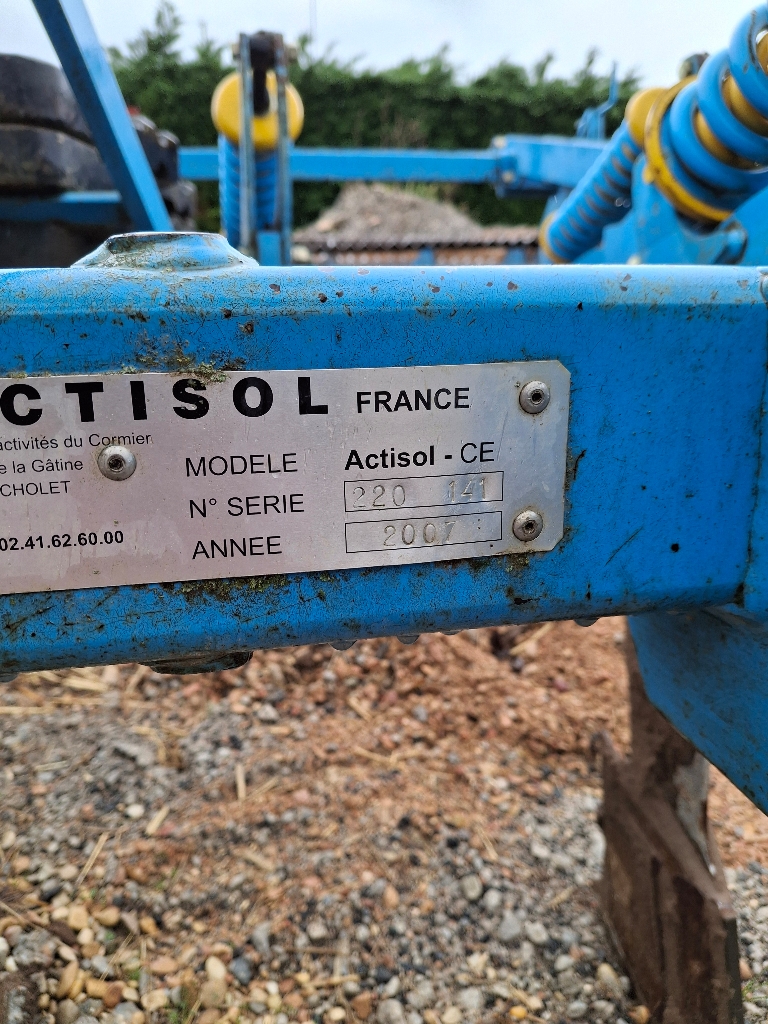 CTISOL FRANCE
activités du Cormier
e la Gâtine
CHOLET
02.41.62.60.00
MODELE Actisol - CE
N° SERIE 220 141
ANNEE 2007